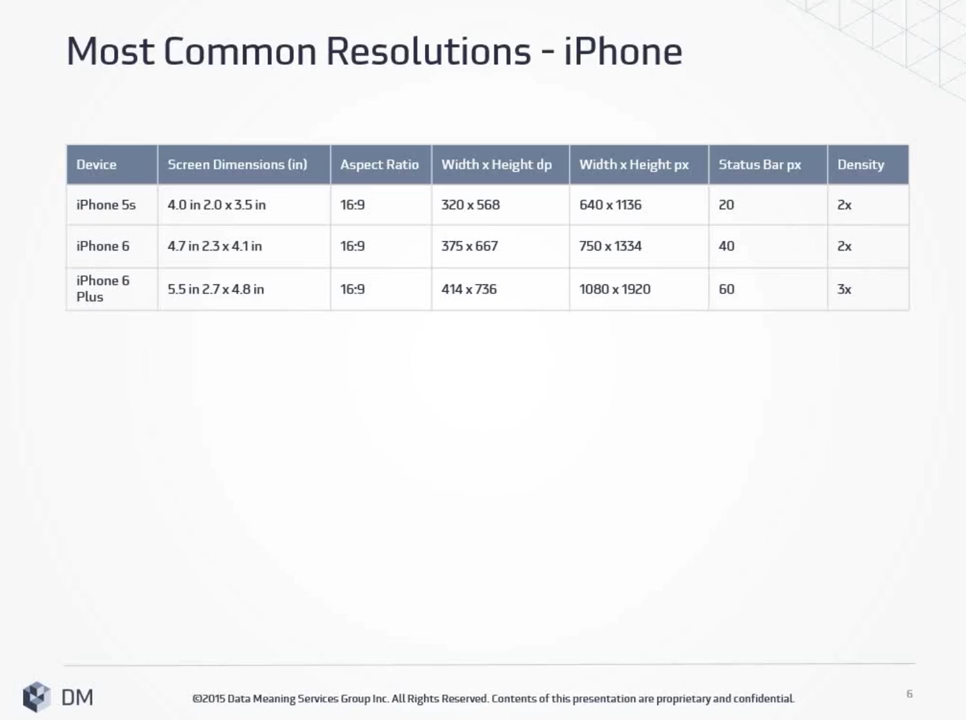 Most Common Resolutions - iPhone
Device Screen Dimensions (in) Aspect Ratio Width x Height dp Width x Height px Status Bar px Density
iPhone 5s 4.0 in 2.0 x 3.5 in 16:9 320 x 568 640 x 1136 20 2x
iPhone 6 4.7 in 2.3 x 4.1 in 16:9 375 x 667 750 x 1334 40 2x
iPhone 6
Plus 5.5 in 2.7 x 4.8 in 16:9 414 x 736 1080 x 1920 60 3x
DM ©2015 Data Meaning Services Group Inc. All Rights Reserved. Contents of this presentation are proprietary and confidential. 6